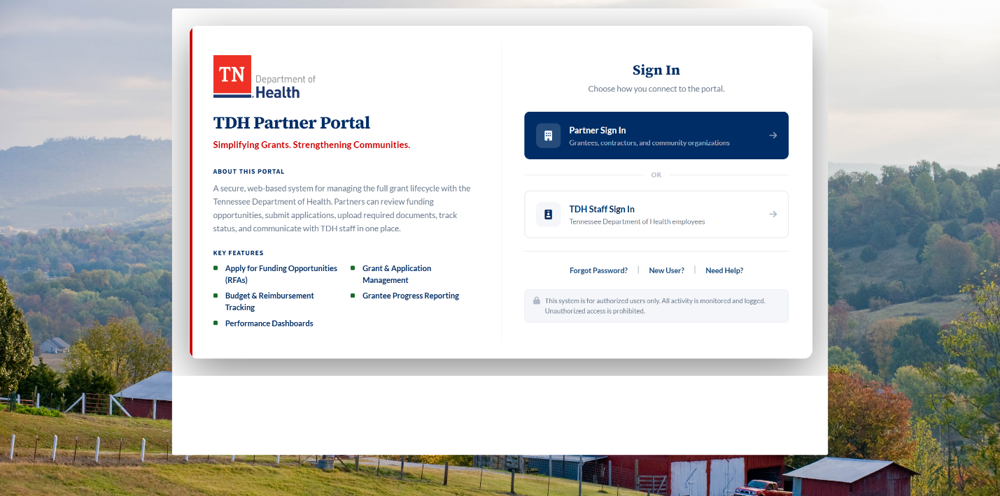 TN
Department of
Health
TDH Partner Portal
Simplifying Grants. Strengthening Communities.
ABOUT THIS PORTAL
A secure, web-based system for managing the full grant lifecycle with the
Tennessee Department of Health. Partners can review funding
opportunities, submit applications, upload required documents, track
status, and communicate with TDH staff in one place.
KEY FEATURES
Apply for Funding Opportunities
(RFAs)
Grant & Application
Management
Budget & Reimbursement
Tracking
Grantee Progress Reporting
Performance Dashboards
Sign In
Choose how you connect to the portal.
Partner Sign In
Grantees, contractors, and community organizations
OR
TDH Staff Sign In
Tennessee Department of Health employees
Forgot Password? | New User? | Need Help?
This system is for authorized users only. All activity is monitored and logged.
Unauthorized access is prohibited.